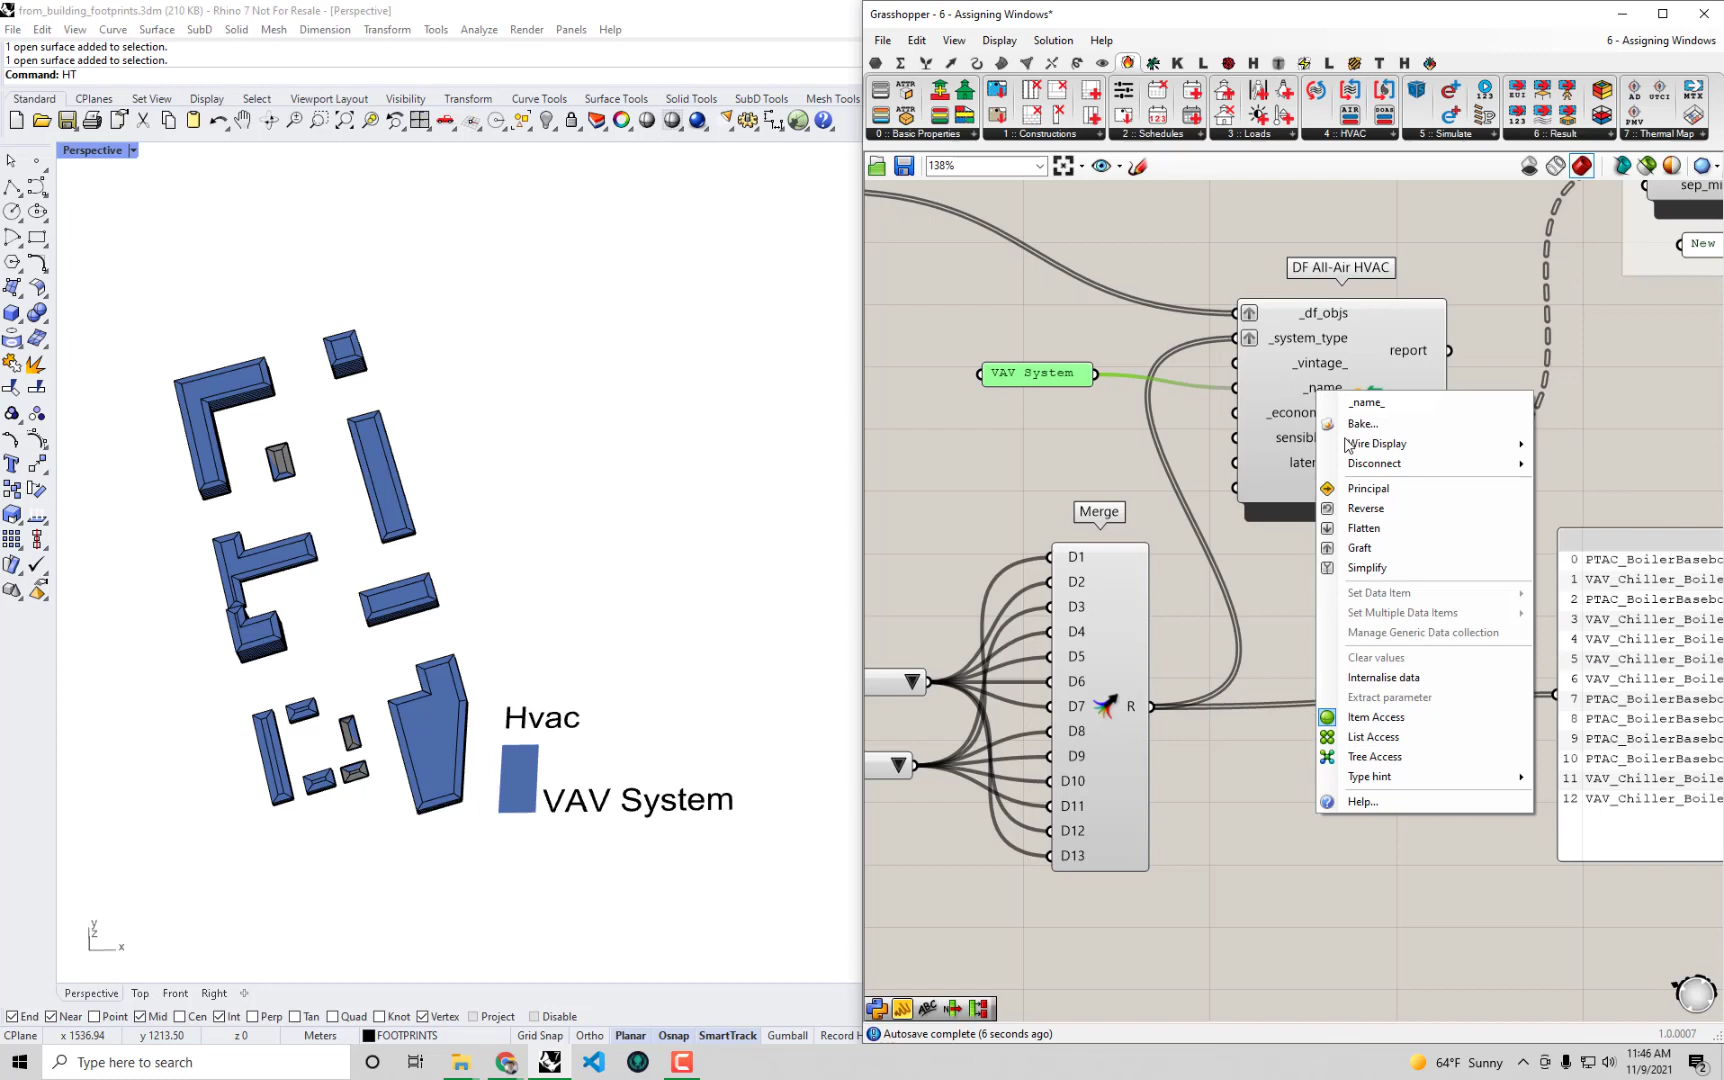 from_building_footprints.3dm (210 KB) - Rhino 7 Not For Resale - [Perspective]
File Edit View Curve Surface SubD Solid Mesh Dimension Transform Tools Analyze Render Panels Help
1 open surface added to selection.
1 open surface added to selection.
Command: HT
Standard CPlanes Set View Display Select Viewport Layout Visibility Transform Curve Tools Surface Tools Solid Tools SubD Tools Mesh Tools
Perspective
Hvac
VAV System
y
z
x
Perspective Top Front Right
End Near Point Mid Cen Int Perp Tan Quad Knot Vertex Project Disable
CPlane x 1536.94 y 1213.50 z 0 Meters FOOTPRINTS Grid Snap Ortho Planar Osnap SmartTrack Gumball Record H
Grasshopper - 6 - Assigning Windows*
File Edit View Display Solution Help
6 - Assigning Windows
0 :: Basic Properties 1 :: Constructions 2 :: Schedules 3 :: Loads 4 :: HVAC 5 :: Simulate 6 :: Result 7 :: Thermal Map
138%
sep_mi
New
DF All-Air HVAC
_df_objs
_system_type
_vintage_
_name_
_econom
sensibl
laten
report
VAV System
_name_
Bake...
Wire Display
Disconnect
Principal
Reverse
Flatten
Graft
Simplify
Set Data Item
Set Multiple Data Items
Manage Generic Data collection
Clear values
Internalise data
Extract parameter
Item Access
List Access
Tree Access
Type hint
Help...
Merge
D1
D2
D3
D4
D5
D6
D7
D8
D9
D10
D11
D12
D13
R
0 PTAC_BoilerBasebo
1 VAV_Chiller_Boile
2 PTAC_BoilerBasebo
3 VAV_Chiller_Boile
4 VAV_Chiller_Boile
5 VAV_Chiller_Boile
6 VAV_Chiller_Boile
7 PTAC_BoilerBasebo
8 PTAC_BoilerBasebo
9 PTAC_BoilerBasebo
10 PTAC_BoilerBasebo
11 VAV_Chiller_Boile
12 VAV_Chiller_Boile
Autosave complete (6 seconds ago)
1.0.0007
Type here to search
64°F Sunny
11:46 AM
11/9/2021